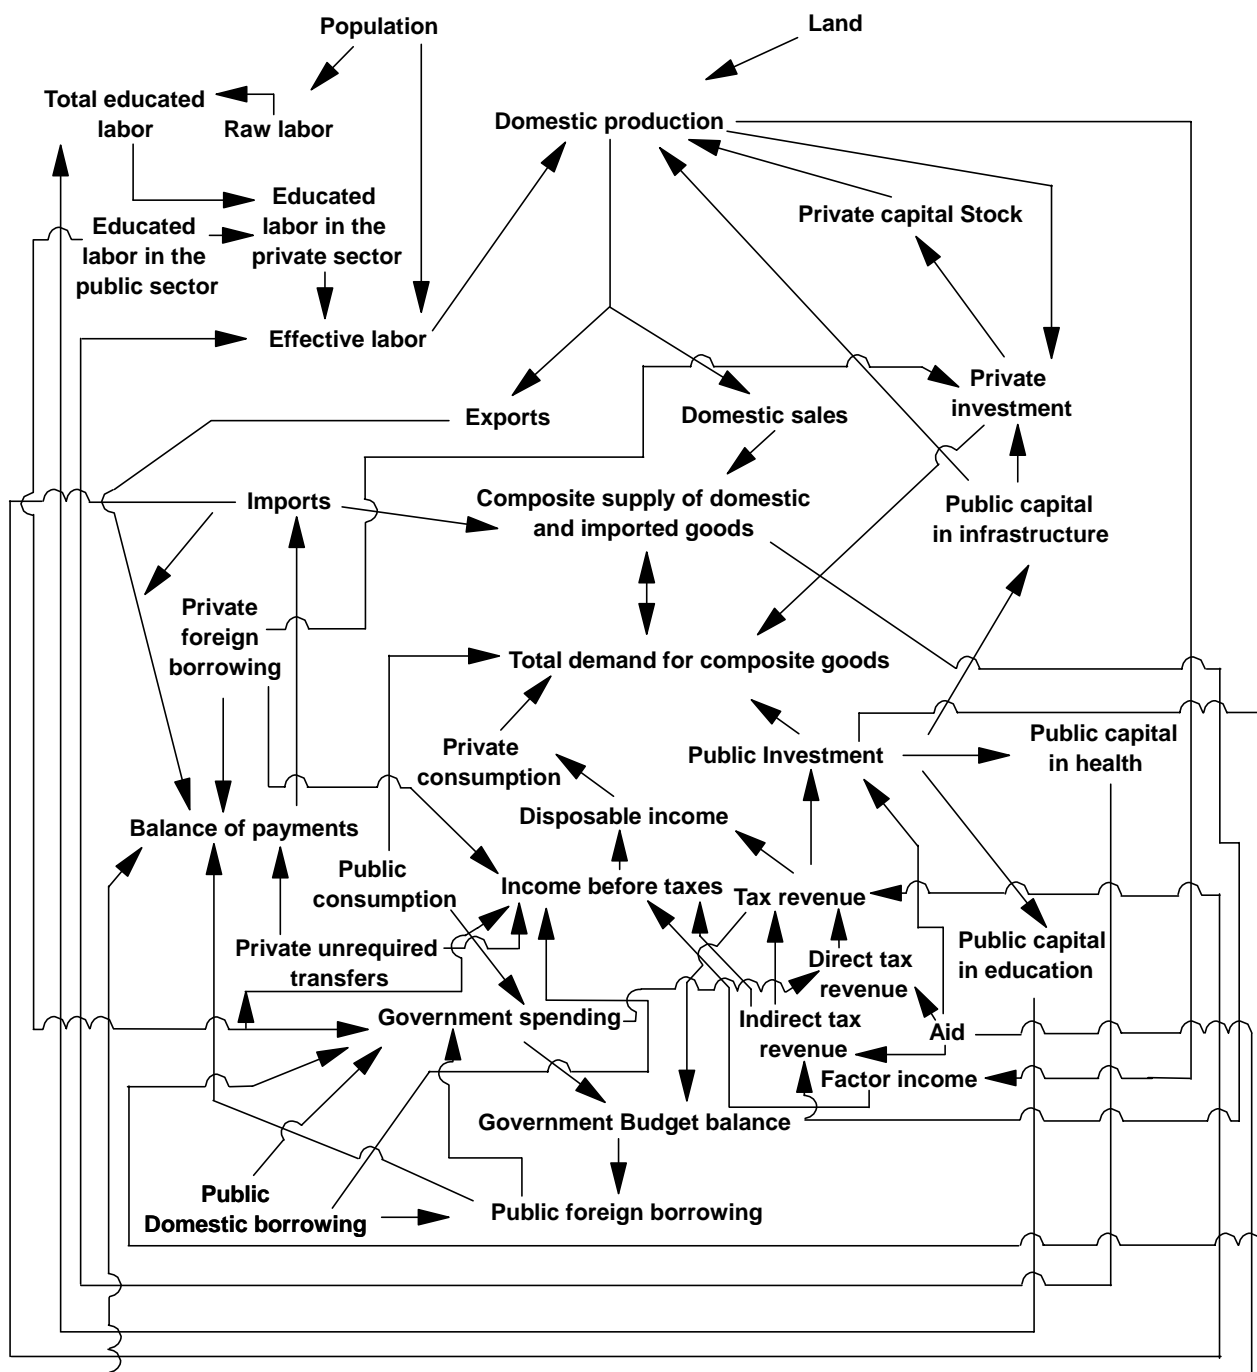 Population
Land
Total educated
labor
Raw labor
Domestic production
Educated
labor in the
private sector
Educated
labor in the
public sector
Private capital Stock
Effective labor
Private
investment
Exports
Domestic sales
Imports
Composite supply of domestic
and imported goods
Public capital
in infrastructure
Private
foreign
borrowing
Total demand for composite goods
Private
consumption
Public Investment
Public capital
in health
Disposable income
Balance of payments
Public
consumption
Income before taxes
Tax revenue
Private unrequired
transfers
Direct tax
revenue
Public capital
in education
Government spending
Indirect tax
revenue
Aid
Factor income
Government Budget balance
Public
Domestic borrowing
Public foreign borrowing